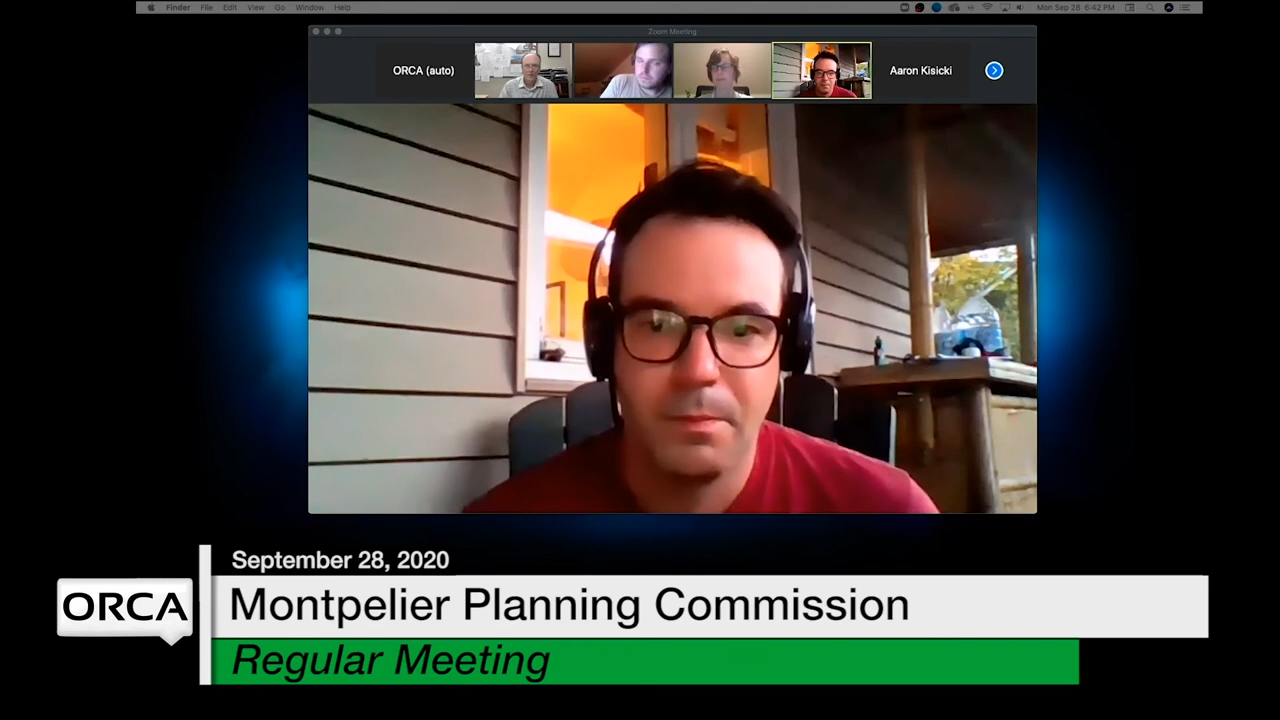 Finder File Edit View Go Window Help Mon Sep 28 6:42 PM
Zoom Meeting
ORCA (auto) Aaron Kisicki
September 28, 2020
ORCA
Montpelier Planning Commission
Regular Meeting